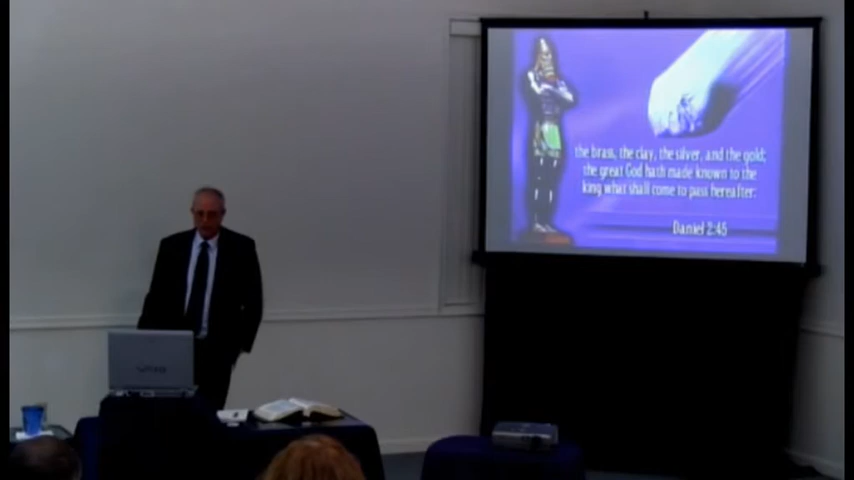 the brass, the clay, the silver, and the gold;
the great God hath made known to the
king what shall come to pass hereafter:
Daniel 2:45
VAIO